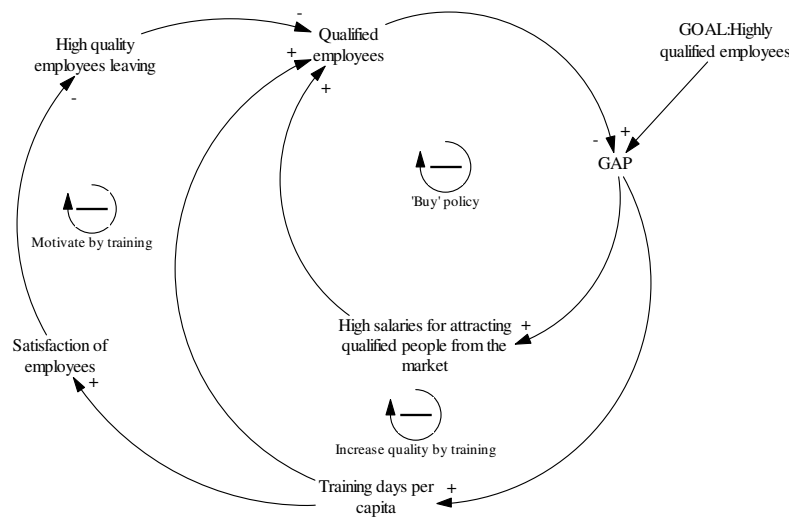 -
Qualified
employees
High quality
employees leaving
+
+
-
GOAL:Highly
qualified employees
-
+
GAP
'Buy' policy
Motivate by training
High salaries for attracting
qualified people from the
market
+
Satisfaction of
employees
+
Increase quality by training
Training days per
capita
+